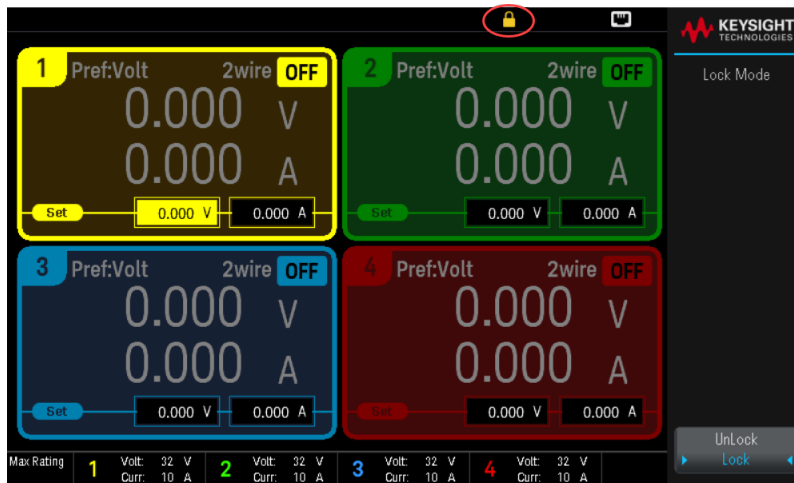 KEYSIGHT
TECHNOLOGIES
Lock Mode
1 Pref:Volt 2wire OFF
0.000 V
0.000 A
Set 0.000 V 0.000 A
2 Pref:Volt 2wire OFF
0.000 V
0.000 A
Set 0.000 V 0.000 A
3 Pref:Volt 2wire OFF
0.000 V
0.000 A
Set 0.000 V 0.000 A
4 Pref:Volt 2wire OFF
0.000 V
0.000 A
Set 0.000 V 0.000 A
UnLock
Lock
Max Rating
1 Volt: 32 V
Curr: 10 A
2 Volt: 32 V
Curr: 10 A
3 Volt: 32 V
Curr: 10 A
4 Volt: 32 V
Curr: 10 A